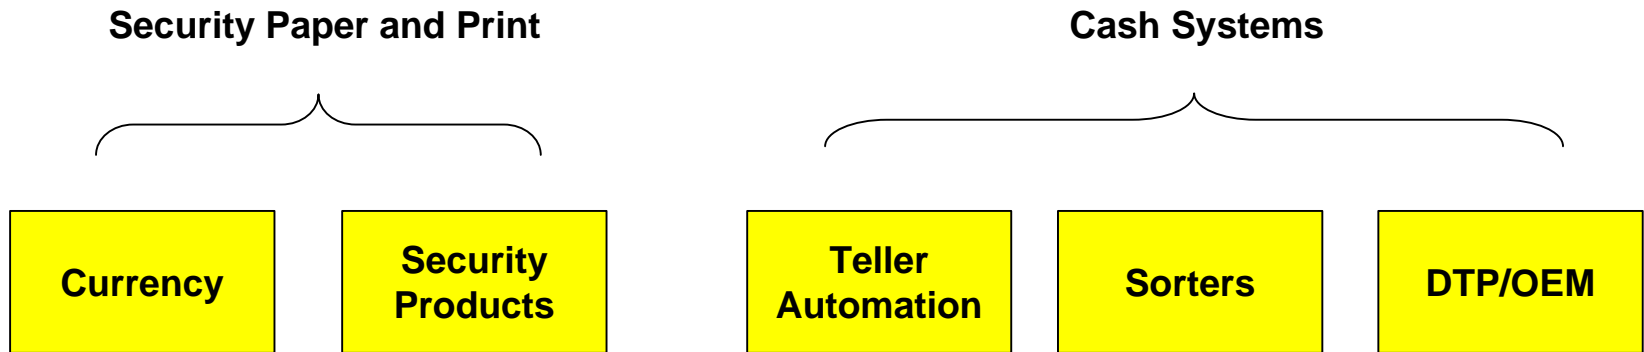 Security Paper and Print
Cash Systems
Currency
Security
Products
Teller
Automation
Sorters
DTP/OEM